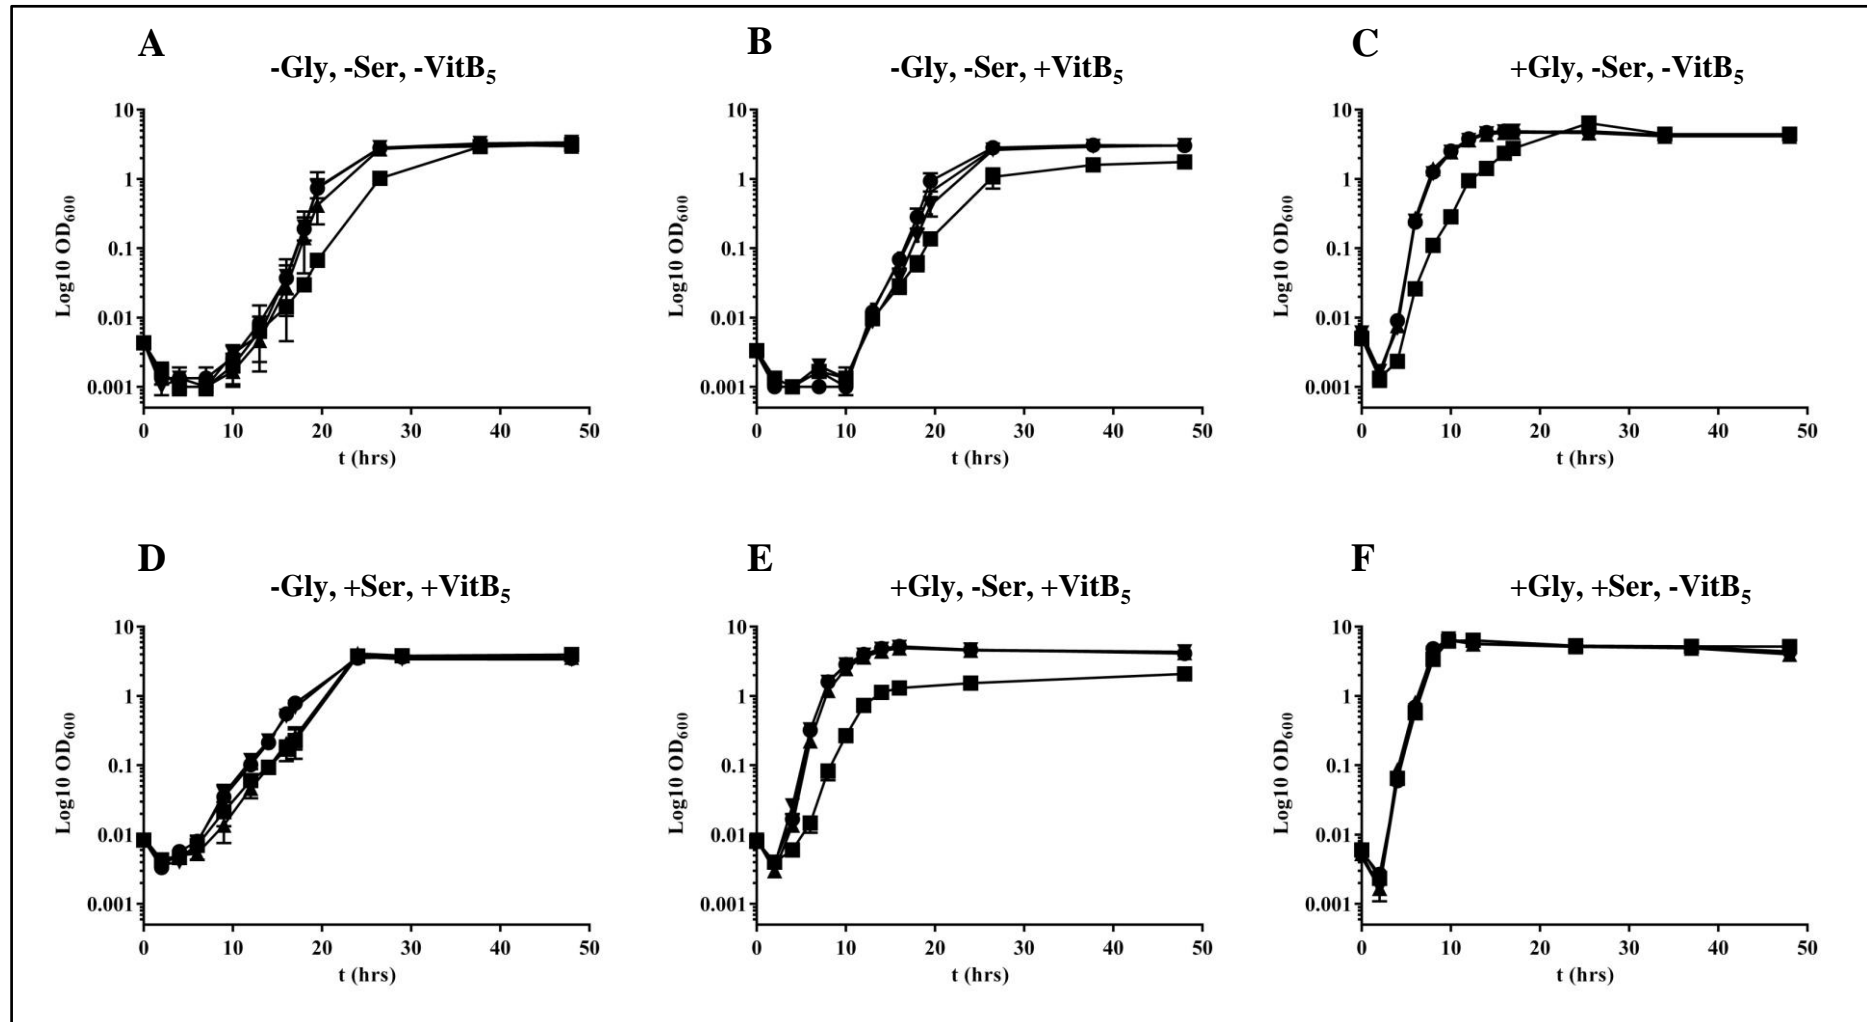 A
-Gly, -Ser, -VitB5
10
1
0.1
0.01
0.001
Log10 OD600
0 10 20 30 40 50
t (hrs)
B
-Gly, -Ser, +VitB5
10
1
0.1
0.01
0.001
Log10 OD600
0 10 20 30 40 50
t (hrs)
C
+Gly, -Ser, -VitB5
10
1
0.1
0.01
0.001
Log10 OD600
0 10 20 30 40 50
t (hrs)
D
-Gly, +Ser, +VitB5
10
1
0.1
0.01
0.001
Log10 OD600
0 10 20 30 40 50
t (hrs)
E
+Gly, -Ser, +VitB5
10
1
0.1
0.01
0.001
Log10 OD600
0 10 20 30 40 50
t (hrs)
F
+Gly, +Ser, -VitB5
10
1
0.1
0.01
0.001
Log10 OD600
0 10 20 30 40 50
t (hrs)